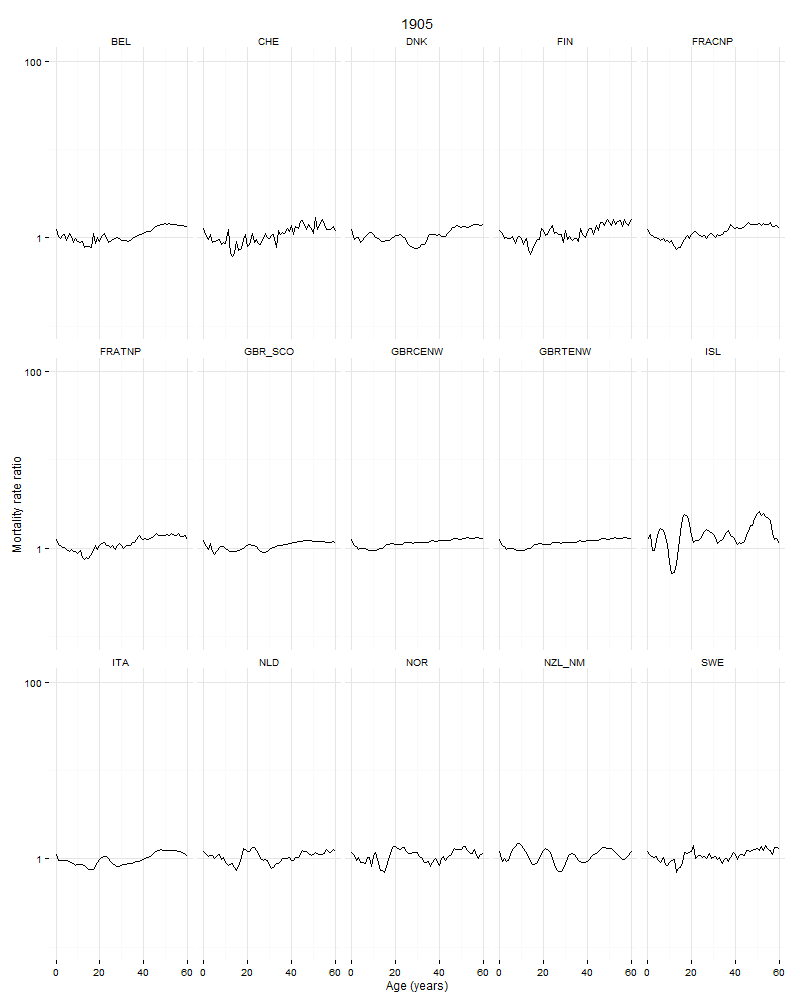 1905
BEL CHE DNK FIN FRACNP
100
1
FRATNP GBR_SCO GBRCENW GBRTENW ISL
100
1
Mortality rate ratio
ITA NLD NOR NZL_NM SWE
100
1
0 20 40 60 0 20 40 60 0 20 40 60 0 20 40 60 0 20 40 60
Age (years)